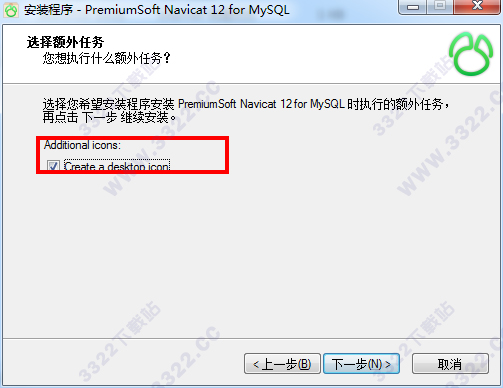 安装程序 - PremiumSoft Navicat 12 for MySQL
选择额外任务
您想执行什么额外任务?
选择您希望安装程序安装 PremiumSoft Navicat 12 for MySQL 时执行的额外任务，
再点击 下一步 继续安装。
Additional icons:
Create a desktop icon
<上一步(B)
下一步(N)>
取消
3322下载站
www.3322.cc